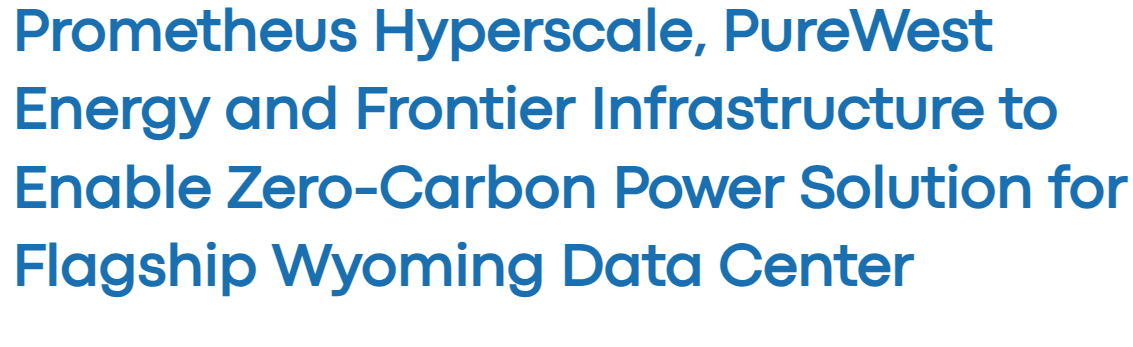 Prometheus Hyperscale, PureWest
Energy and Frontier Infrastructure to
Enable Zero-Carbon Power Solution for
Flagship Wyoming Data Center